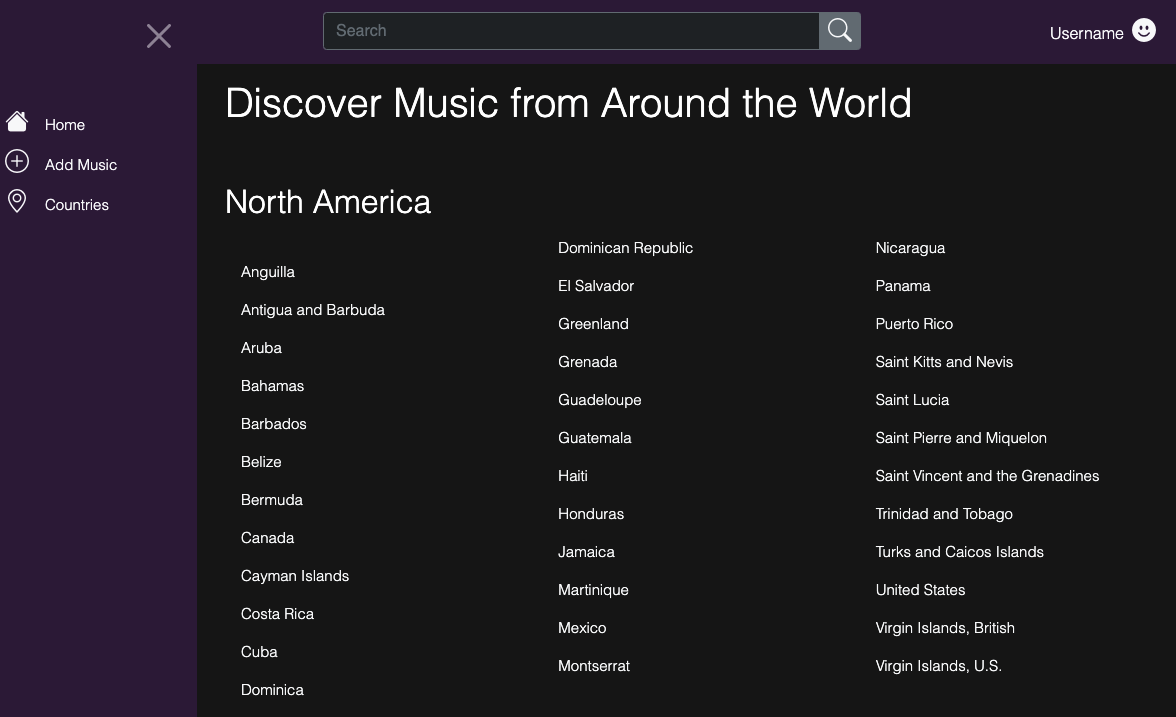 Search
Username
Home
Add Music
Countries
Discover Music from Around the World
North America
Anguilla
Antigua and Barbuda
Aruba
Bahamas
Barbados
Belize
Bermuda
Canada
Cayman Islands
Costa Rica
Cuba
Dominica
Dominican Republic
El Salvador
Greenland
Grenada
Guadeloupe
Guatemala
Haiti
Honduras
Jamaica
Martinique
Mexico
Montserrat
Nicaragua
Panama
Puerto Rico
Saint Kitts and Nevis
Saint Lucia
Saint Pierre and Miquelon
Saint Vincent and the Grenadines
Trinidad and Tobago
Turks and Caicos Islands
United States
Virgin Islands, British
Virgin Islands, U.S.